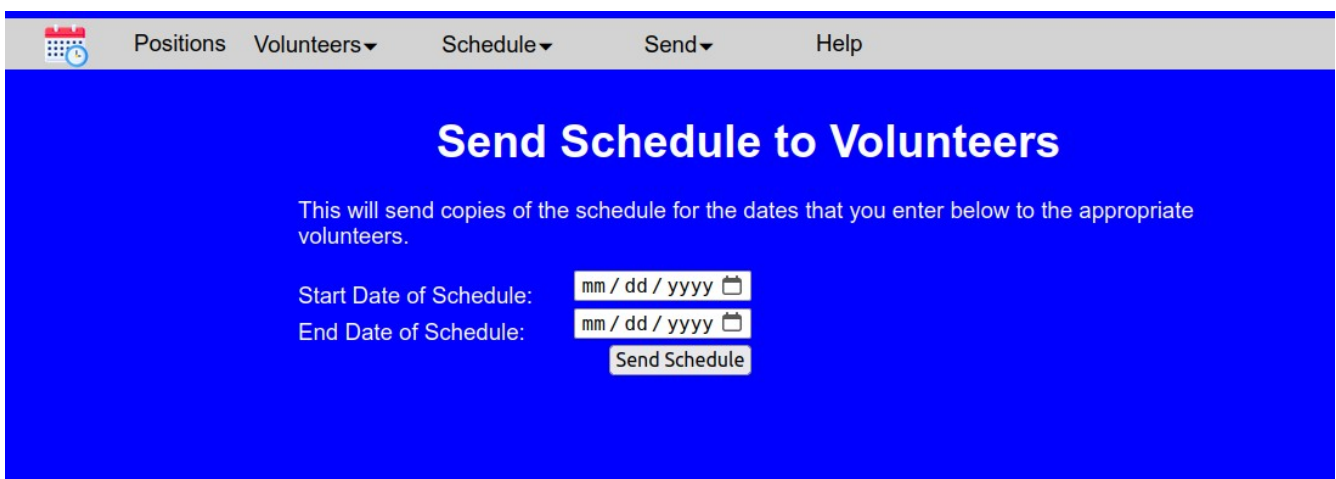 Positions Volunteers Schedule Send Help
Send Schedule to Volunteers
This will send copies of the schedule for the dates that you enter below to the appropriate
volunteers.
Start Date of Schedule: mm / dd / yyyy
End Date of Schedule: mm / dd / yyyy
Send Schedule